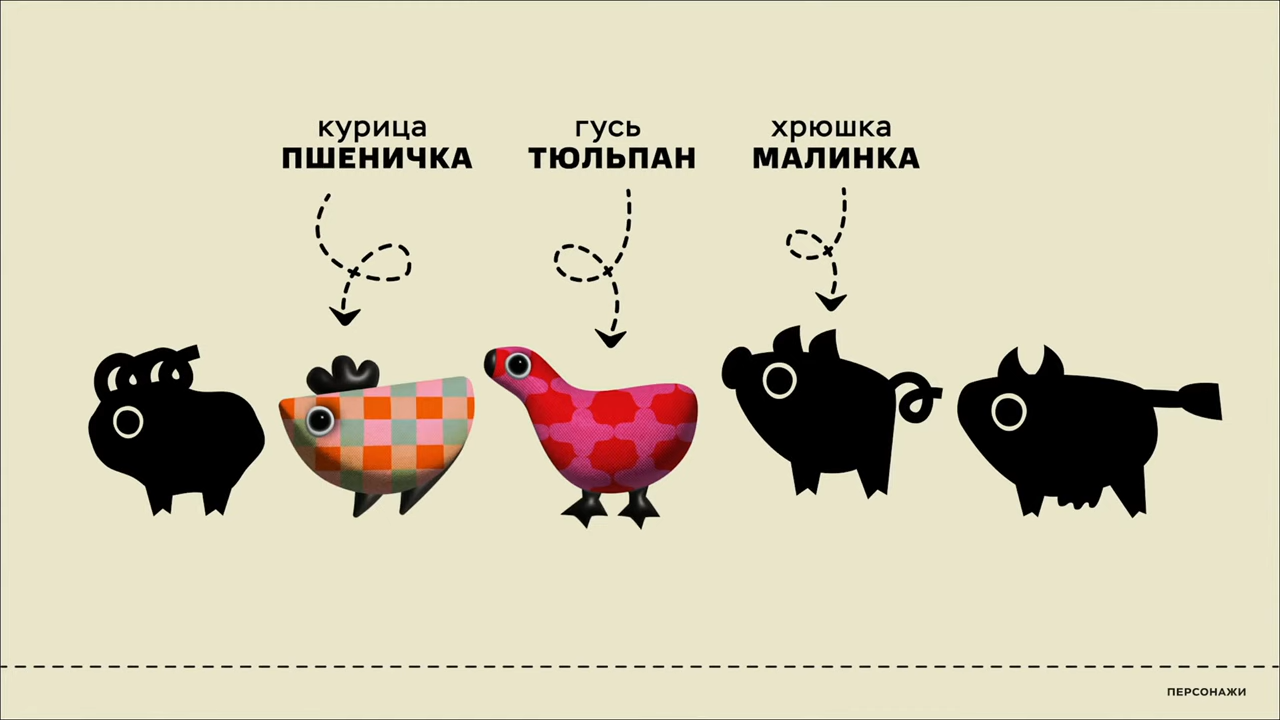 курица
ПШЕНИЧКА
гусь
ТЮЛЬПАН
хрюшка
МАЛИНКА
ПЕРСОНАЖИ